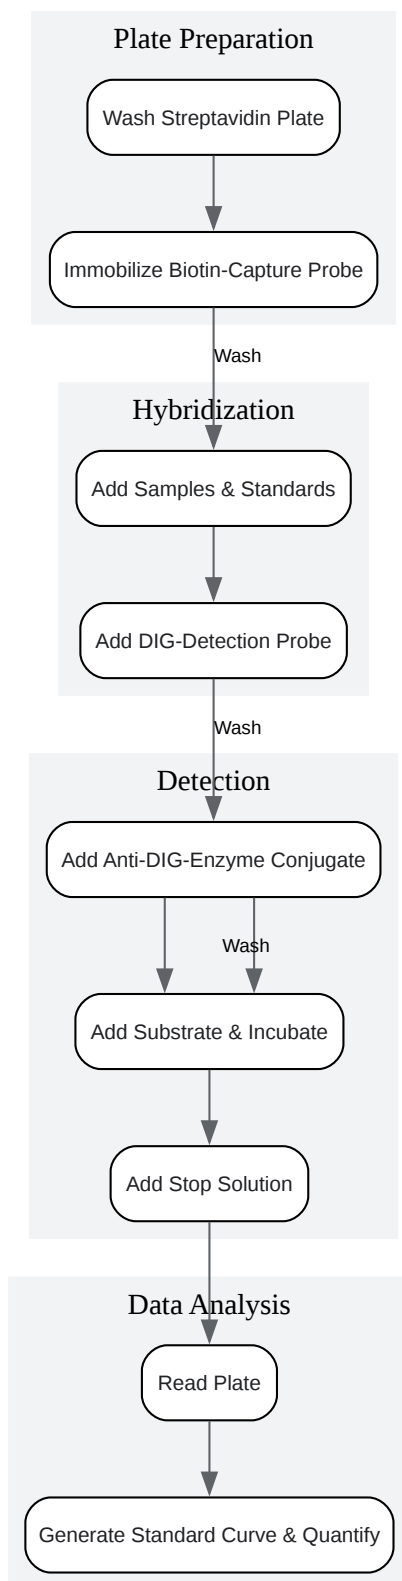 Plate Preparation
Wash Streptavidin Plate
Immobilize Biotin-Capture Probe
Wash
Hybridization
Add Samples & Standards
Add DIG-Detection Probe
Wash
Detection
Add Anti-DIG-Enzyme Conjugate
Wash
Add Substrate & Incubate
Add Stop Solution
Data Analysis
Read Plate
Generate Standard Curve & Quantify